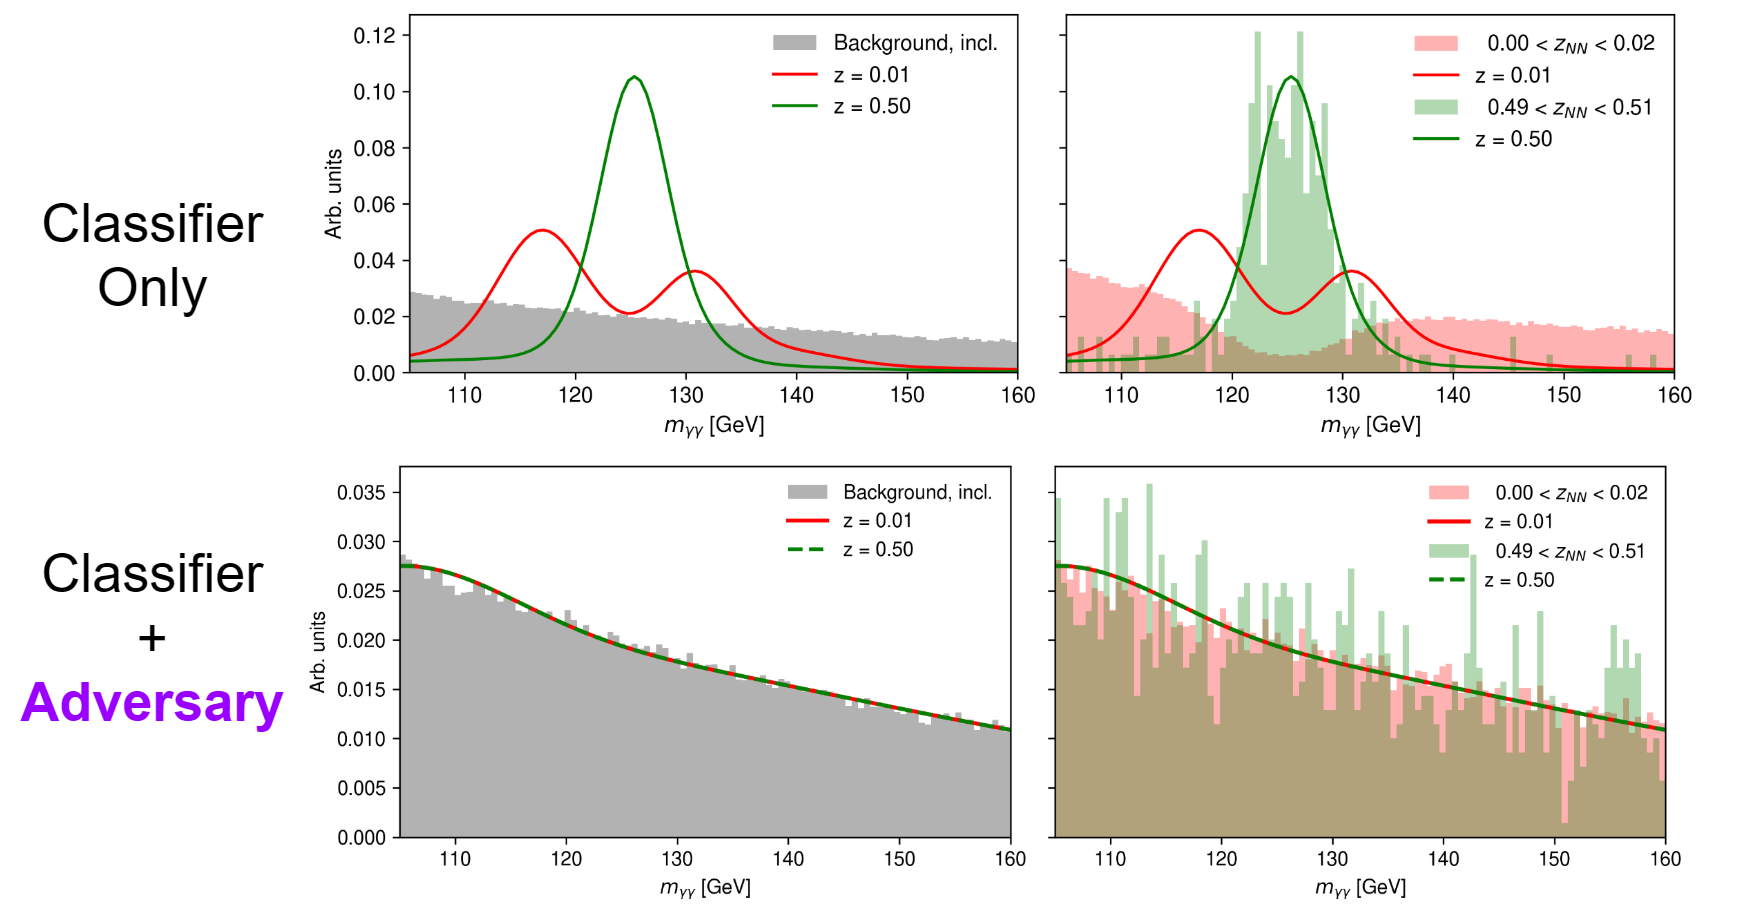 Classifier
Only
0.12
0.10
0.08
0.06
0.04
0.02
0.00
Arb. units
Background, incl.
z = 0.01
z = 0.50
110 120 130 140 150 160
mγγ [GeV]
0.00 < zNN < 0.02
z = 0.01
0.49 < zNN < 0.51
z = 0.50
110 120 130 140 150 160
mγγ [GeV]
Classifier
+
Adversary
0.035
0.030
0.025
0.020
0.015
0.010
0.005
0.000
Arb. units
Background, incl.
z = 0.01
z = 0.50
110 120 130 140 150 160
mγγ [GeV]
0.00 < zNN < 0.02
z = 0.01
0.49 < zNN < 0.51
z = 0.50
110 120 130 140 150 160
mγγ [GeV]